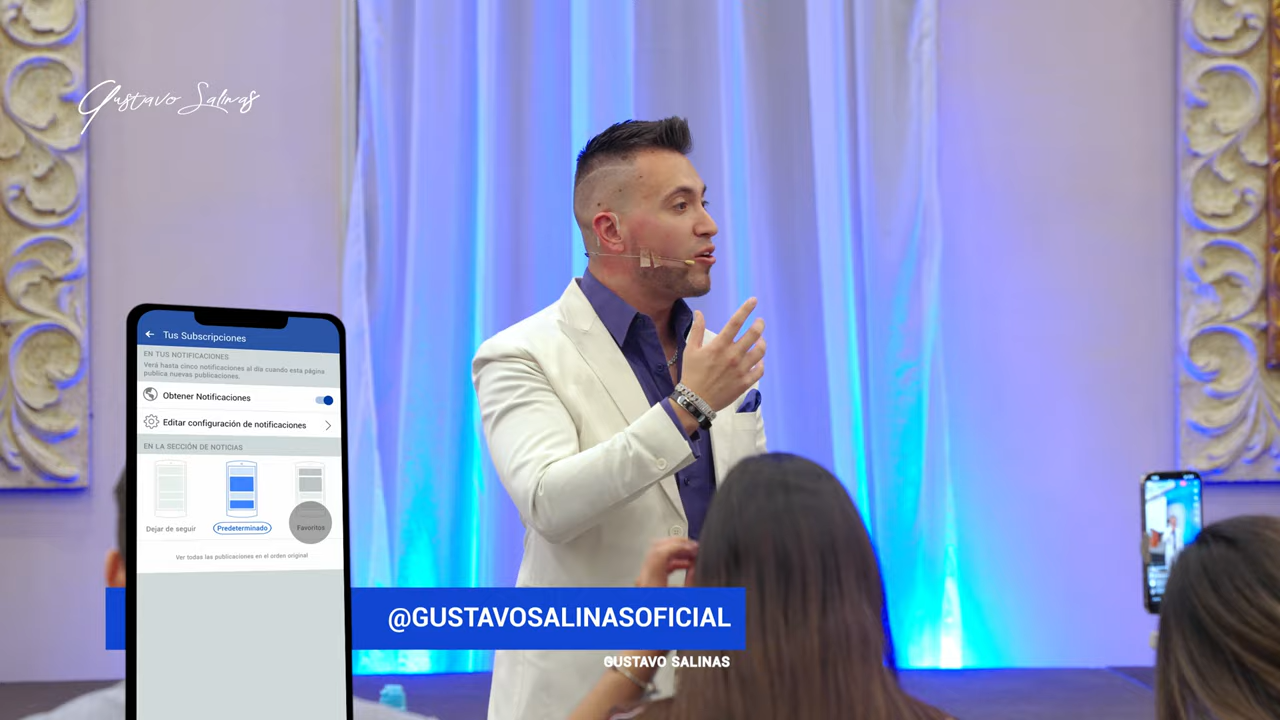 Gustavo Salinas
Tus Subscripciones
EN TUS NOTIFICACIONES
Verá hasta cinco notificaciones al día cuando esta página
publica nuevas publicaciones.
Obtener Notificaciones
Editar configuración de notificaciones
EN LA SECCIÓN DE NOTICIAS
Dejar de seguir
Predeterminado
Favoritos
Ver todas las publicaciones en el orden original
@GUSTAVOSALINASOFICIAL
GUSTAVO SALINAS